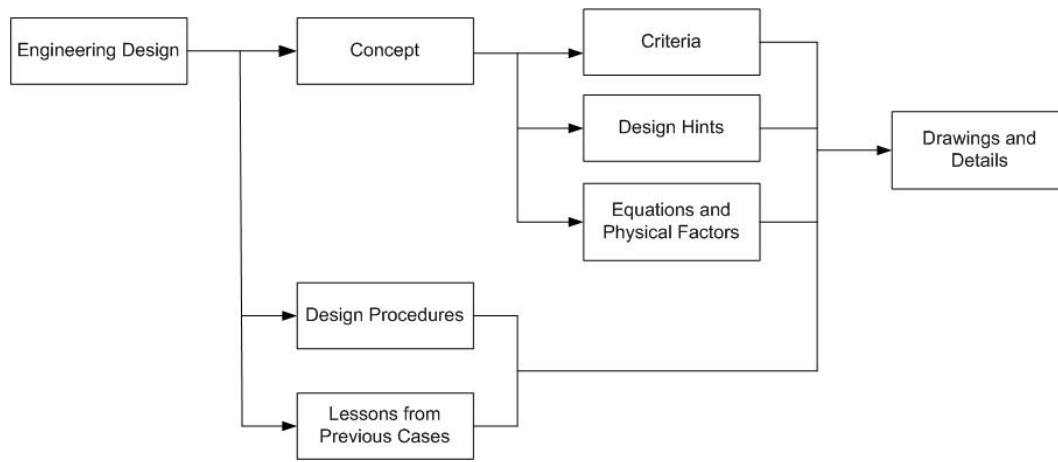 Engineering Design
Concept
Criteria
Design Hints
Equations and
Physical Factors
Drawings and
Details
Design Procedures
Lessons from
Previous Cases